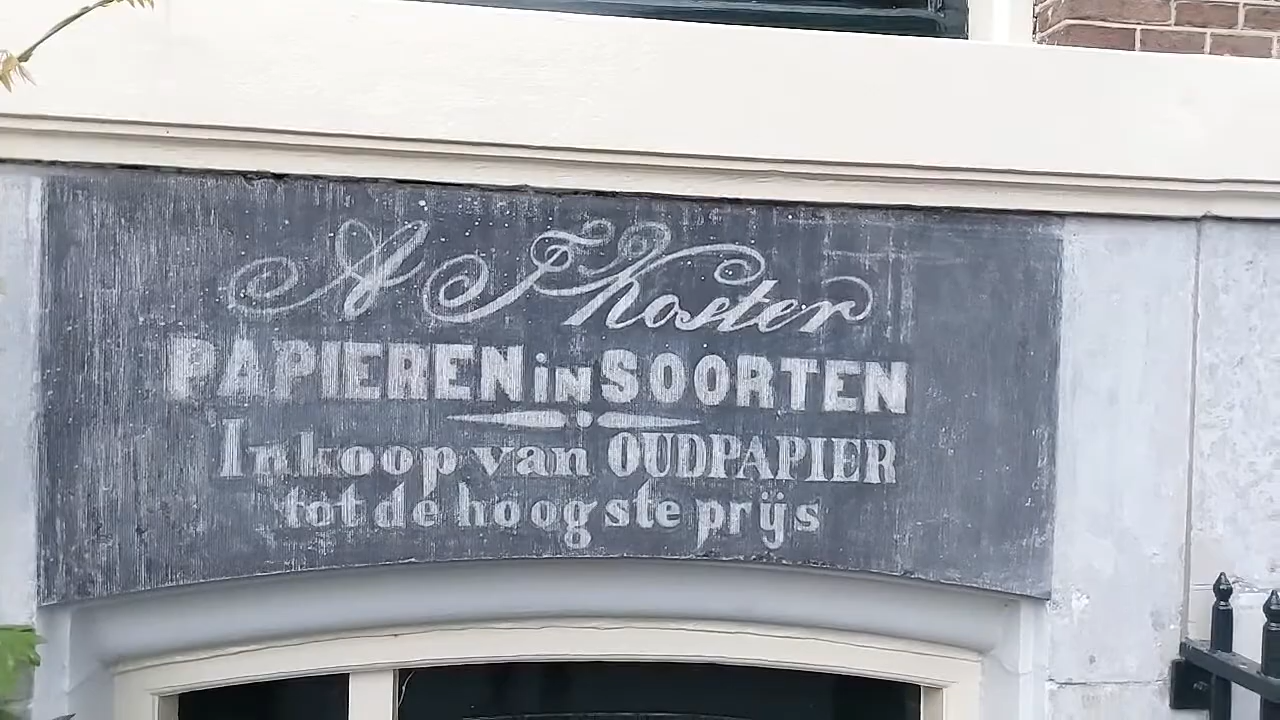 A J Koster
PAPIEREN in SOORTEN
Inkoop van OUDPAPIER
tot de hoogste prijs